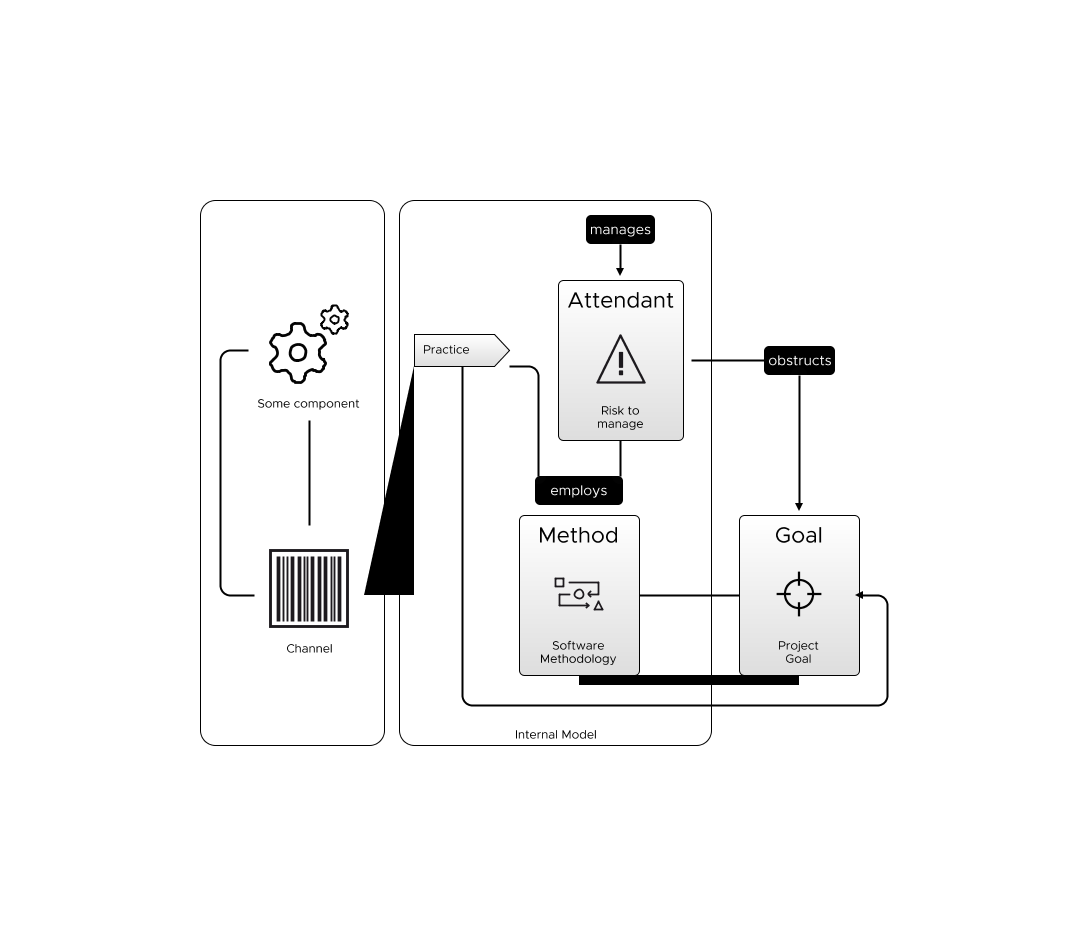 manages
Attendant
Risk to
manage
Practice
obstructs
Some component
employs
Method
Software
Methodology
Goal
Project
Goal
Channel
Internal Model